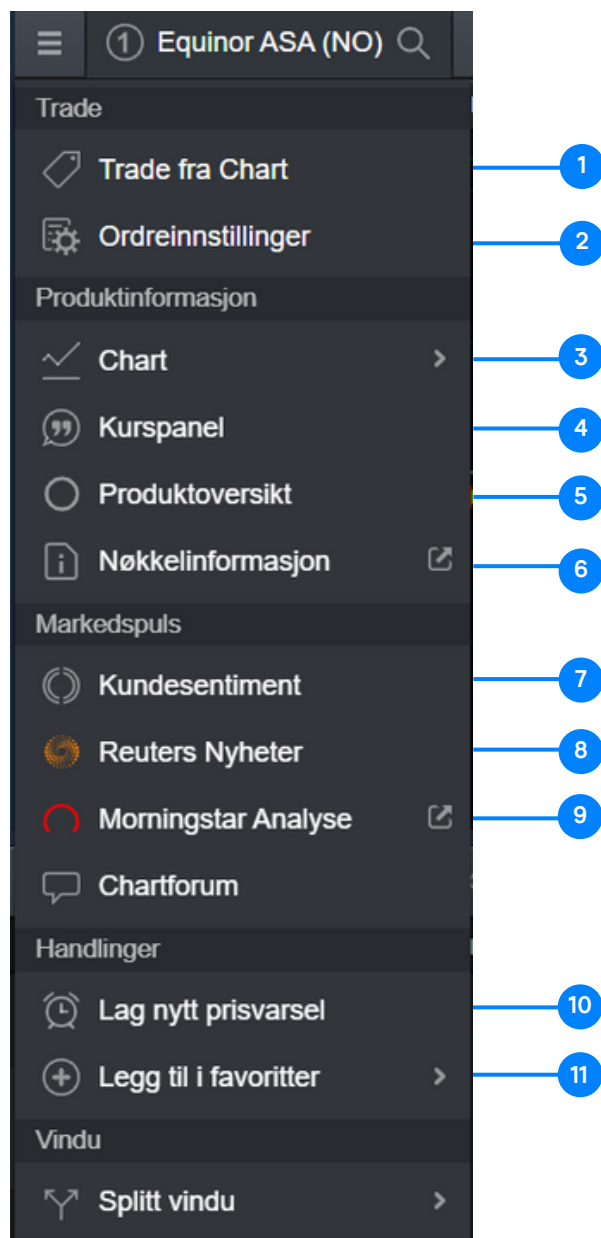 1 Equinor ASA (NO)
Trade
Trade fra Chart 1
Ordreinnstillinger 2
Produktinformasjon
Chart 3
Kurspanel 4
Produktoversikt 5
Nøkkelinformasjon 6
Markedspuls
Kundesentiment 7
Reuters Nyheter 8
Morningstar Analyse 9
Chartforum
Handlinger
Lag nytt prisvarsel 10
Legg til i favoritter 11
Vindu
Splitt vindu